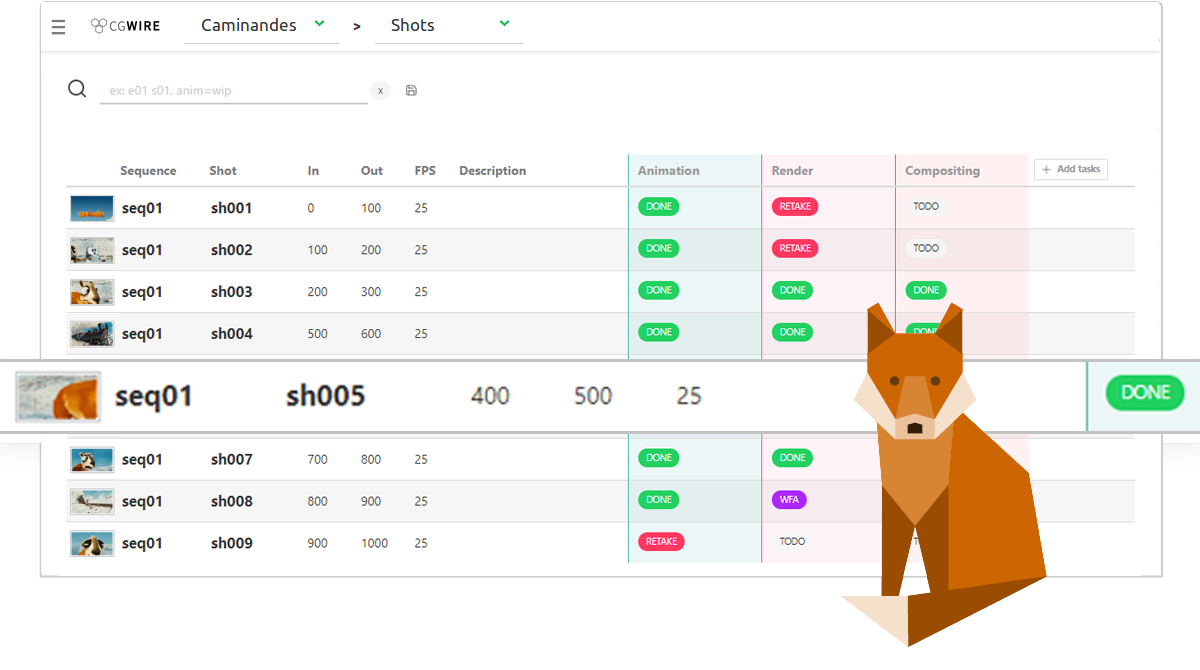 CGWIRE Caminandes > Shots
ex: e01 s01, anim=wip x
Sequence Shot In Out FPS Description Animation Render Compositing + Add tasks
seq01 sh001 0 100 25 DONE RETAKE TODO
seq01 sh002 100 200 25 DONE RETAKE TODO
seq01 sh003 200 300 25 DONE DONE DONE
seq01 sh004 500 600 25 DONE DONE
seq01 sh005 400 500 25 DONE
seq01 sh007 700 800 25 DONE DONE
seq01 sh008 800 900 25 DONE WFA
seq01 sh009 900 1000 25 RETAKE TODO